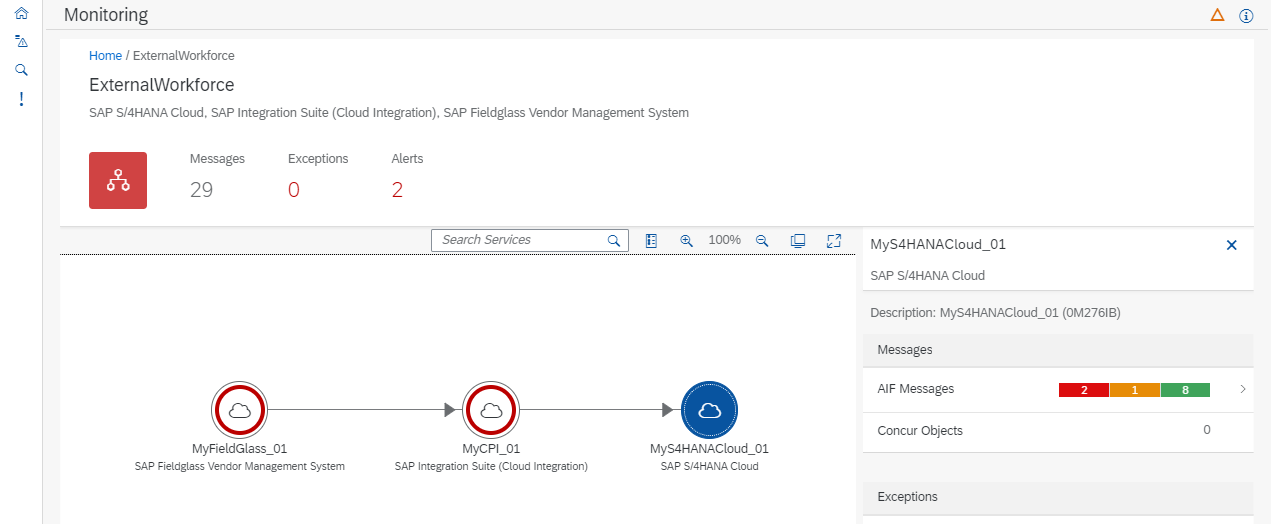 Monitoring
Home / ExternalWorkforce
ExternalWorkforce
SAP S/4HANA Cloud, SAP Integration Suite (Cloud Integration), SAP Fieldglass Vendor Management System
Messages Exceptions Alerts
29 0 2
Search Services 100%
MyS4HANACloud_01
SAP S/4HANA Cloud
Description: MyS4HANACloud_01 (0M276IB)
Messages
AIF Messages 2 1 8
Concur Objects 0
Exceptions
MyFieldGlass_01 MyCPI_01 MyS4HANACloud_01
SAP Fieldglass Vendor Management System SAP Integration Suite (Cloud Integration) SAP S/4HANA Cloud